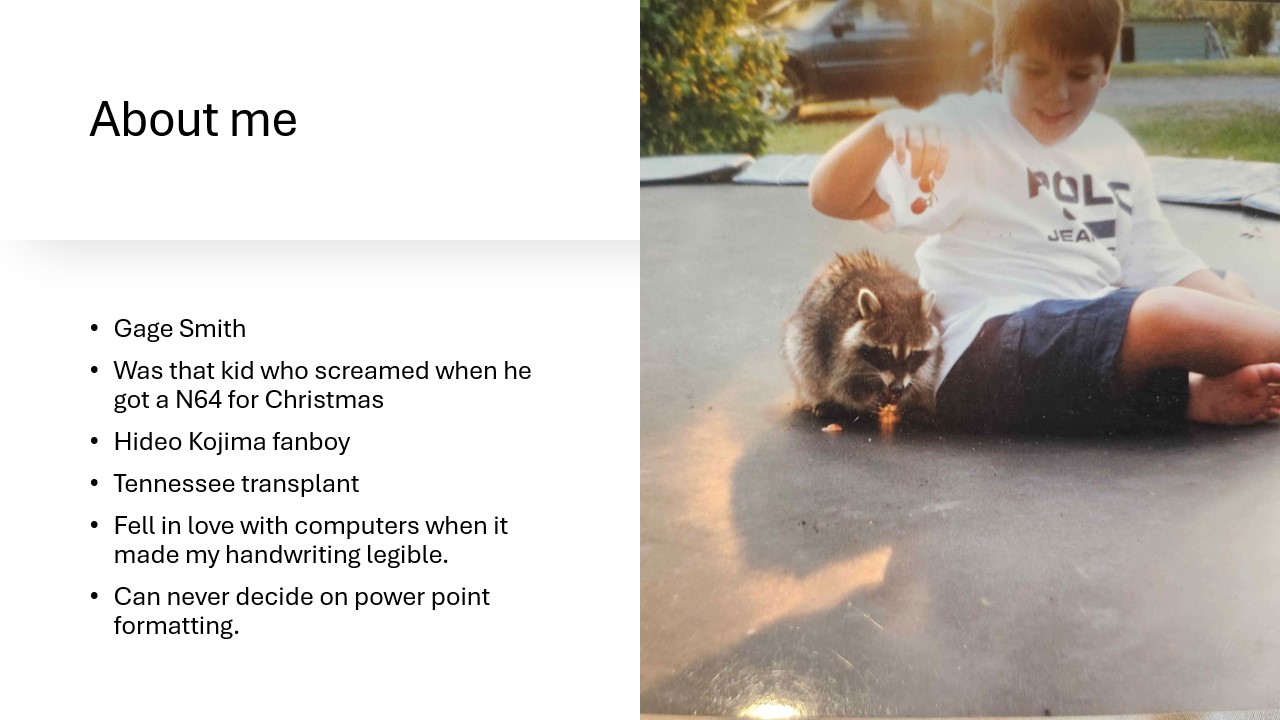 About me
• Gage Smith
• Was that kid who screamed when he
got a N64 for Christmas
• Hideo Kojima fanboy
• Tennessee transplant
• Fell in love with computers when it
made my handwriting legible.
• Can never decide on power point
formatting.
POLO
JEA